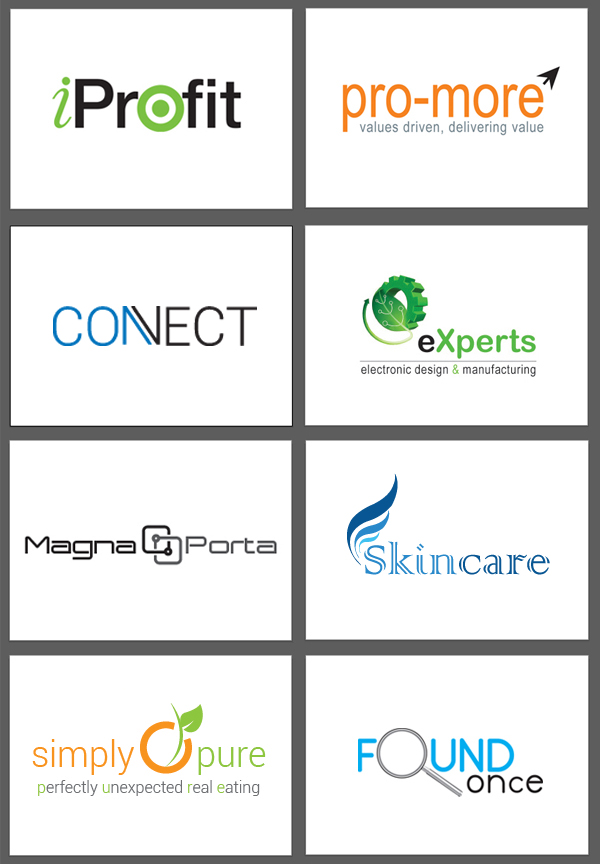 iProfit
pro-more
values driven, delivering value
CONNECT
eXperts
electronic design & manufacturing
Magna Porta
Skincare
simply pure
perfectly unexpected real eating
FOUND
once